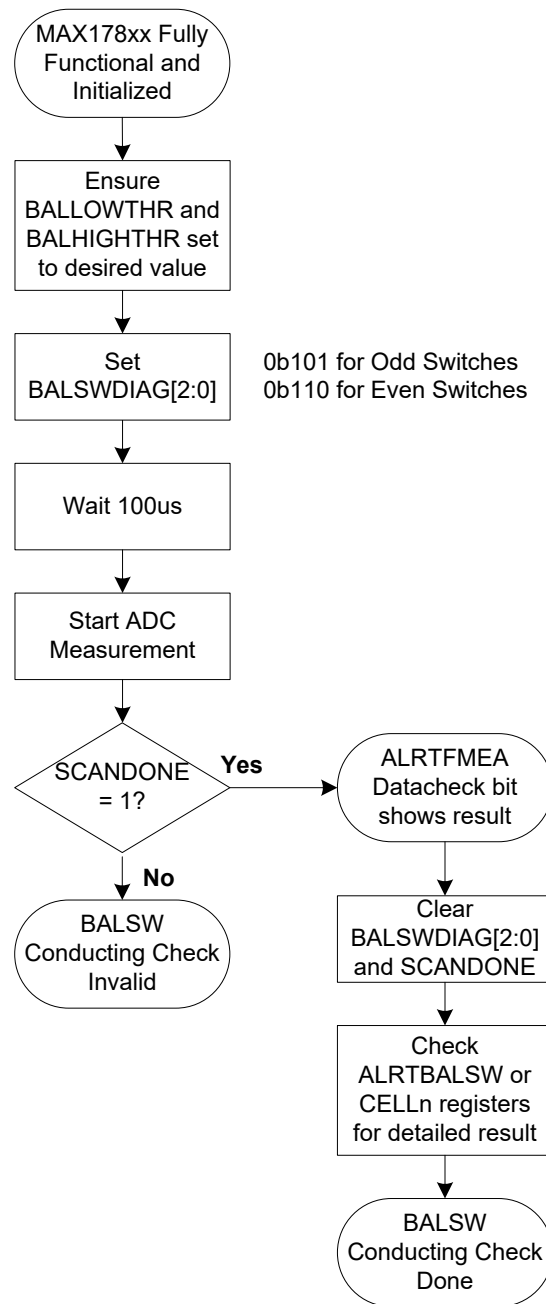 MAX178xx Fully
Functional and
Initialized
Ensure
BALLOWTHR and
BALHIGHTHR set
to desired value
Set
BALSWDIAG[2:0]
0b101 for Odd Switches
0b110 for Even Switches
Wait 100us
Start ADC
Measurement
SCANDONE
= 1?
Yes
No
BALSW
Conducting Check
Invalid
ALRTFMEA
Datacheck bit
shows result
Clear
BALSWDIAG[2:0]
and SCANDONE
Check
ALRTBALSW or
CELLn registers
for detailed result
BALSW
Conducting Check
Done